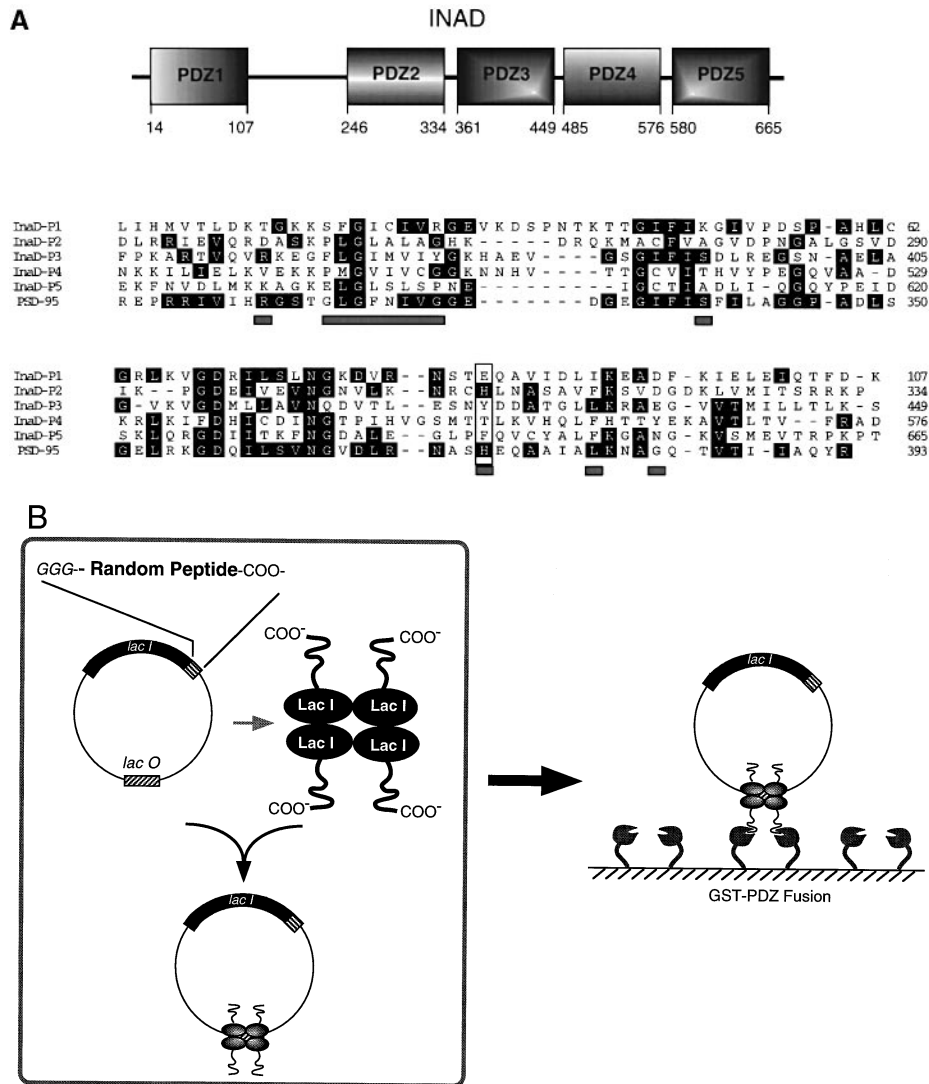 A
INAD
PDZ1 PDZ2 PDZ3 PDZ4 PDZ5
14 107 246 334 361 449 485 576 580 665
InaD-P1 L I H M V T L D K T G K K S F G I C I V R G E V K D S P N T K T T G I F I K G I V P D S P - A H L C 62
InaD-P2 D L R R I E V Q R D A S K P L G L A L A G H K - - - - - D R Q K M A C F V A G V D P N G A L G S V D 290
InaD-P3 F P K A R T V Q V R K E G F L G I M V I Y G K H A E V - - - - G S G I F I S D L R E G S N - A E L A 405
InaD-P4 N K K I L I E L K V E K K P M G V I V C G G K N N H V - - - - T T G C V I T H V Y P E G Q V A A - D 529
InaD-P5 E K F N V D L M K K A G K E L G L S L S P N E - - - - - - - - - I G C T I A D L I - Q G Q Y P E I D 620
PSD-95 R E P R R I V I H R G S T G L G F N I V G G E - - - - - - - D G E G I F I S F I L A G G P - A D L S 350
InaD-P1 G R L K V G D R I L S L N G K D V R - - N S T E Q A V I D L I K E A D F - K I E L E I Q T F D - K 107
InaD-P2 I K - - P G D E I V E V N G N V L K - - N R C H L N A S A V F K S V D G D K L V M I T S R R K P 334
InaD-P3 G - V K V G D M L L A V N Q D V T L - - E S N Y D D A T G L L K R A E G - V V T M I L L T L K - S 449
InaD-P4 K R L K I F D H I C D I N G T P I H V G S M T T L K V H Q L F H T T Y E K A V T L T V - - F R A D 576
InaD-P5 S K L Q R G D I I T K F N G D A L E - - G L P F Q V C Y A L F K G A N G - K V S M E V T R P K P T 665
PSD-95 G E L R K G D Q I L S V N G V D L R - - N A S H E Q A A I A L K N A G Q - T V T I - I A Q Y R 393
B
GGG-- Random Peptide-COO-
lac I
lac O
COO-
COO-
Lac I Lac I
Lac I Lac I
COO-
COO-
lac I
lac I
GST-PDZ Fusion